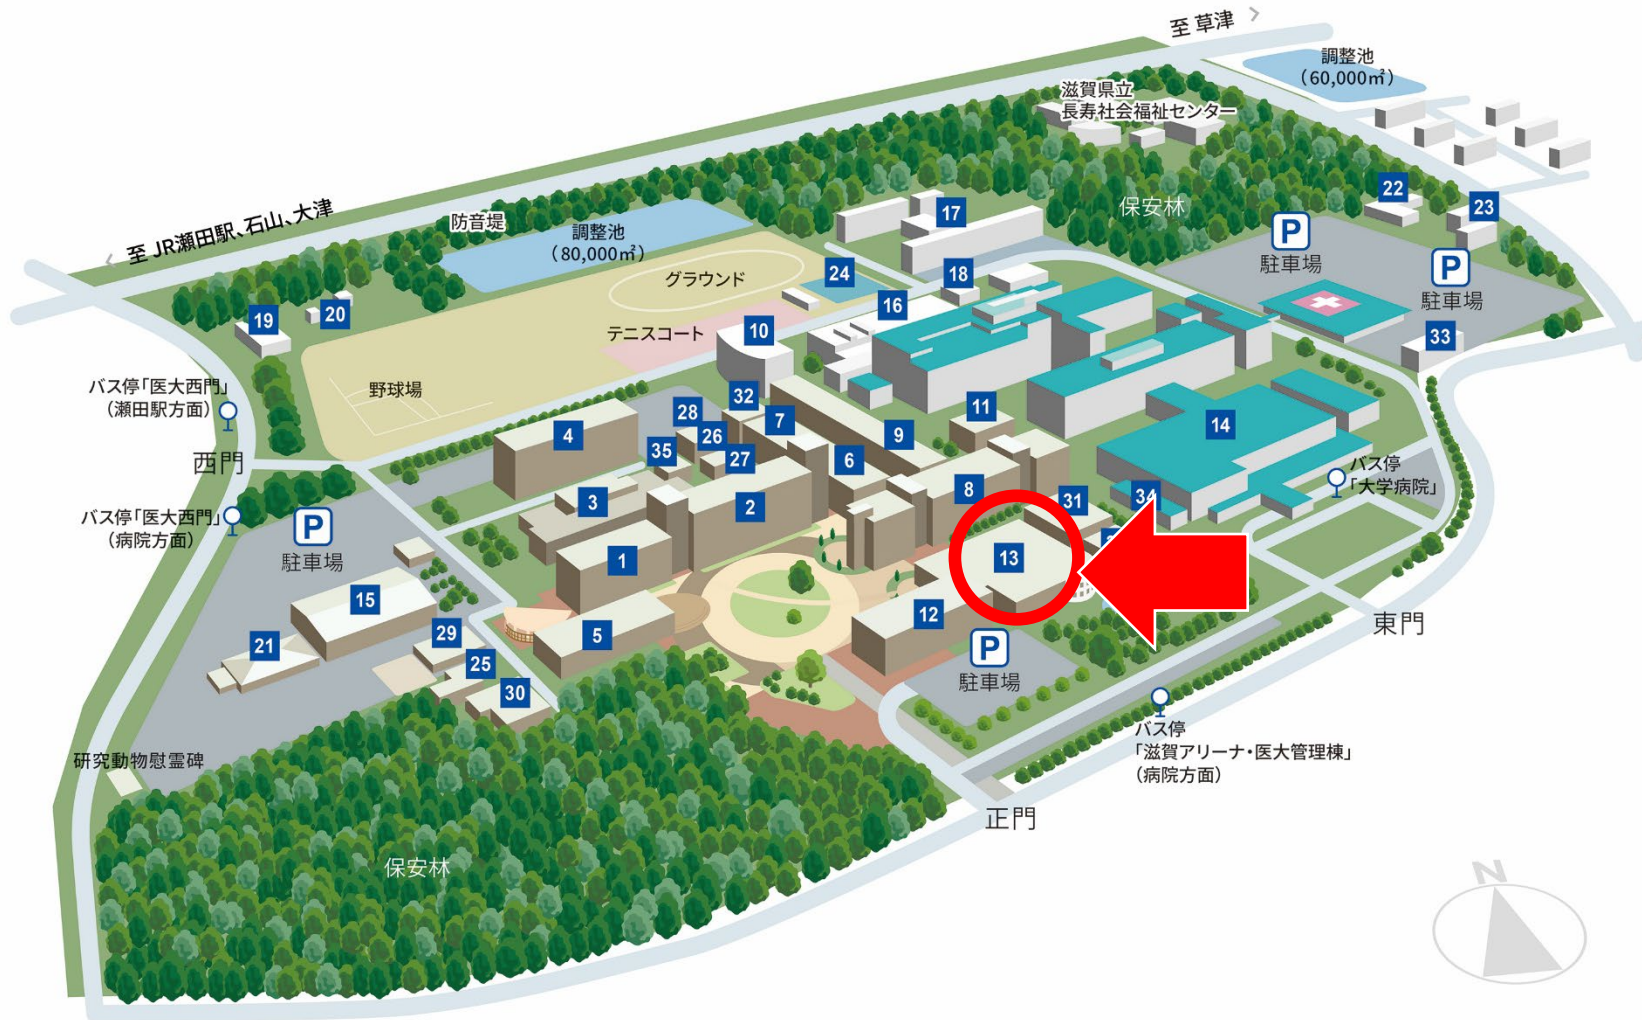 至 草津 >
調整池
（60,000㎡）
滋賀県立
長寿社会福祉センター
22
23
17
保安林
P
駐車場
P
駐車場
< 至 JR瀬田駅、石山、大津
防音堤
調整池
（80,000㎡）
グラウンド
24
18
16
19
20
テニスコート
10
33
バス停「医大西門」
（瀬田駅方面）
野球場
32
28
7
11
14
4
26
9
35
27
6
西門
バス停
「大学病院」
バス停「医大西門」
（病院方面）
P
駐車場
3
2
8
31
34
1
13
15
12
東門
5
29
21
25
30
P
駐車場
バス停
「滋賀アリーナ・医大管理棟」
（病院方面）
研究動物慰霊碑
正門
保安林
N